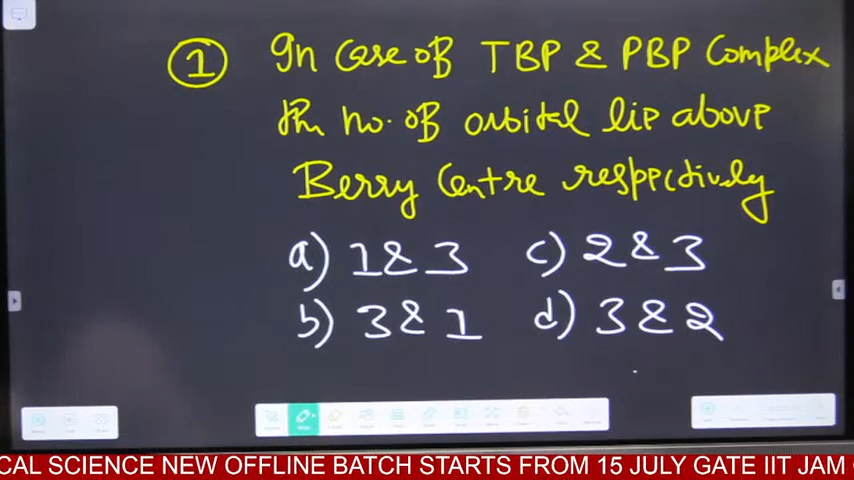 1 In case of TBP & PBP Complex
the no. of orbital lie above
Berry Centre respectively
a) 1 & 3 c) 2 & 3
b) 3 & 1 d) 3 & 2
CAL SCIENCE NEW OFFLINE BATCH STARTS FROM 15 JULY GATE IIT JAM